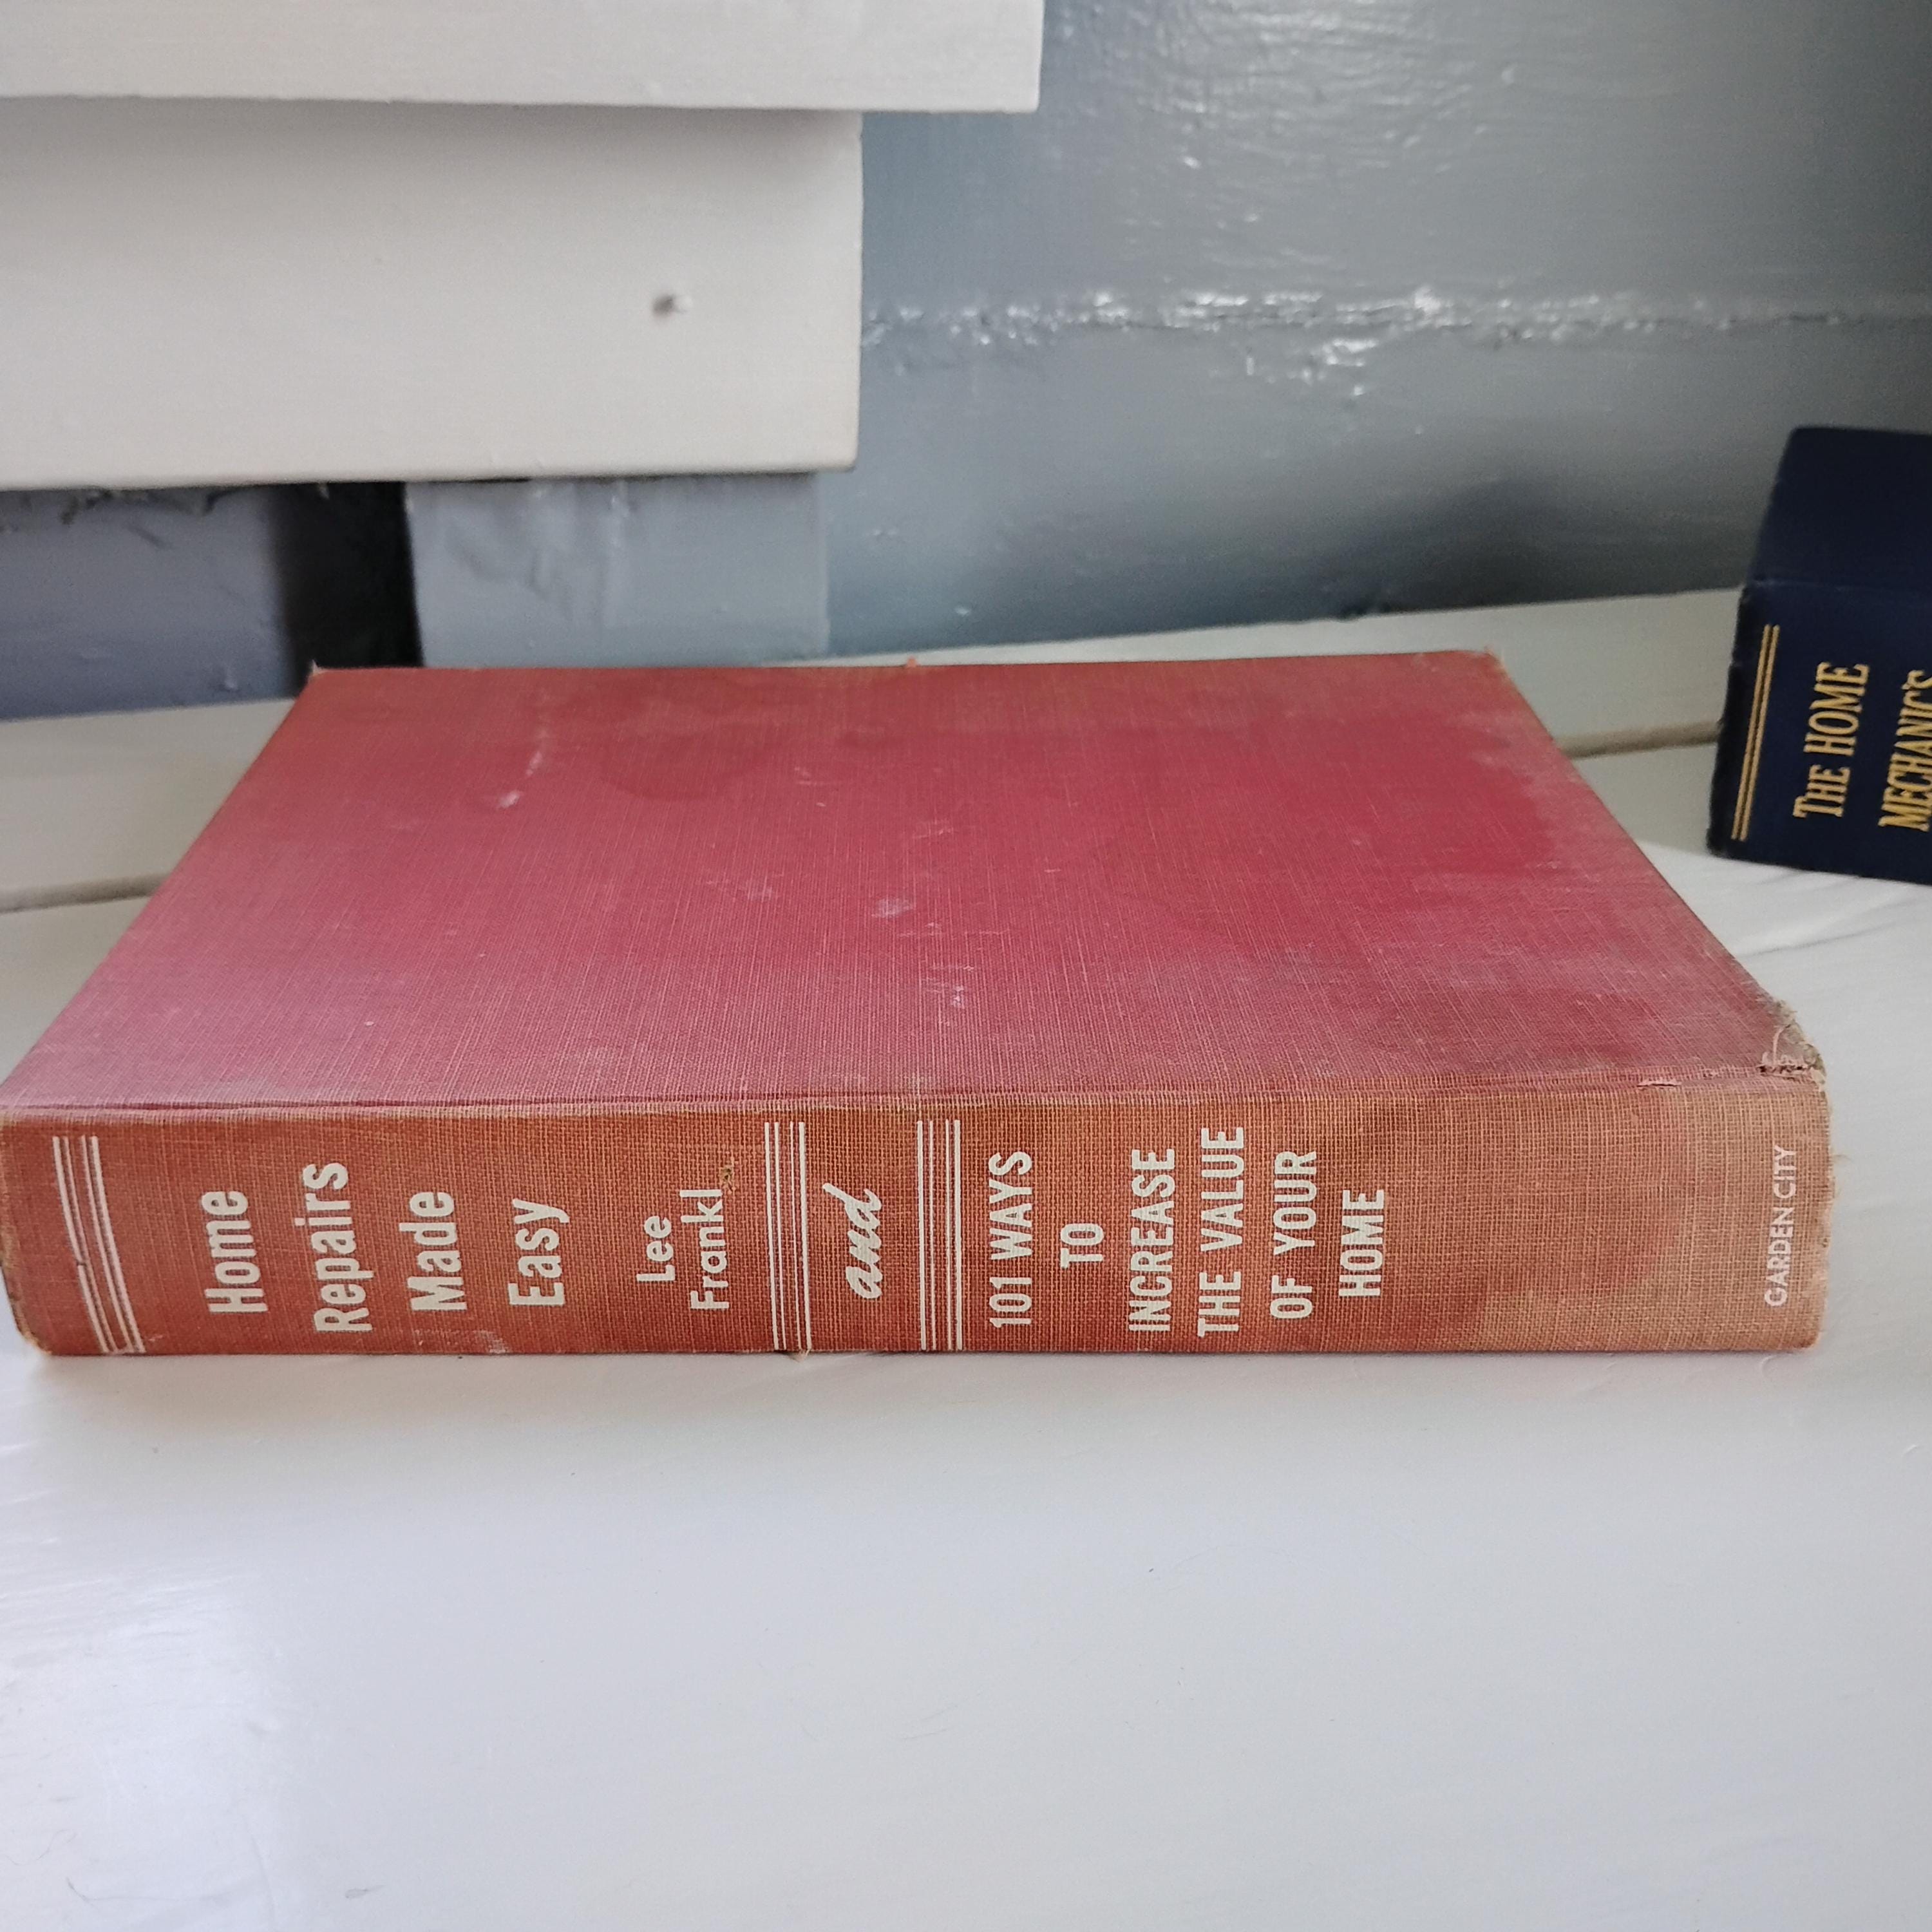 Home
Repairs
Made
Easy
Lee
Frankl
and
101 WAYS
TO
INCREASE
THE VALUE
OF YOUR
HOME
GARDEN CITY
THE HOME
MECHANIC'S